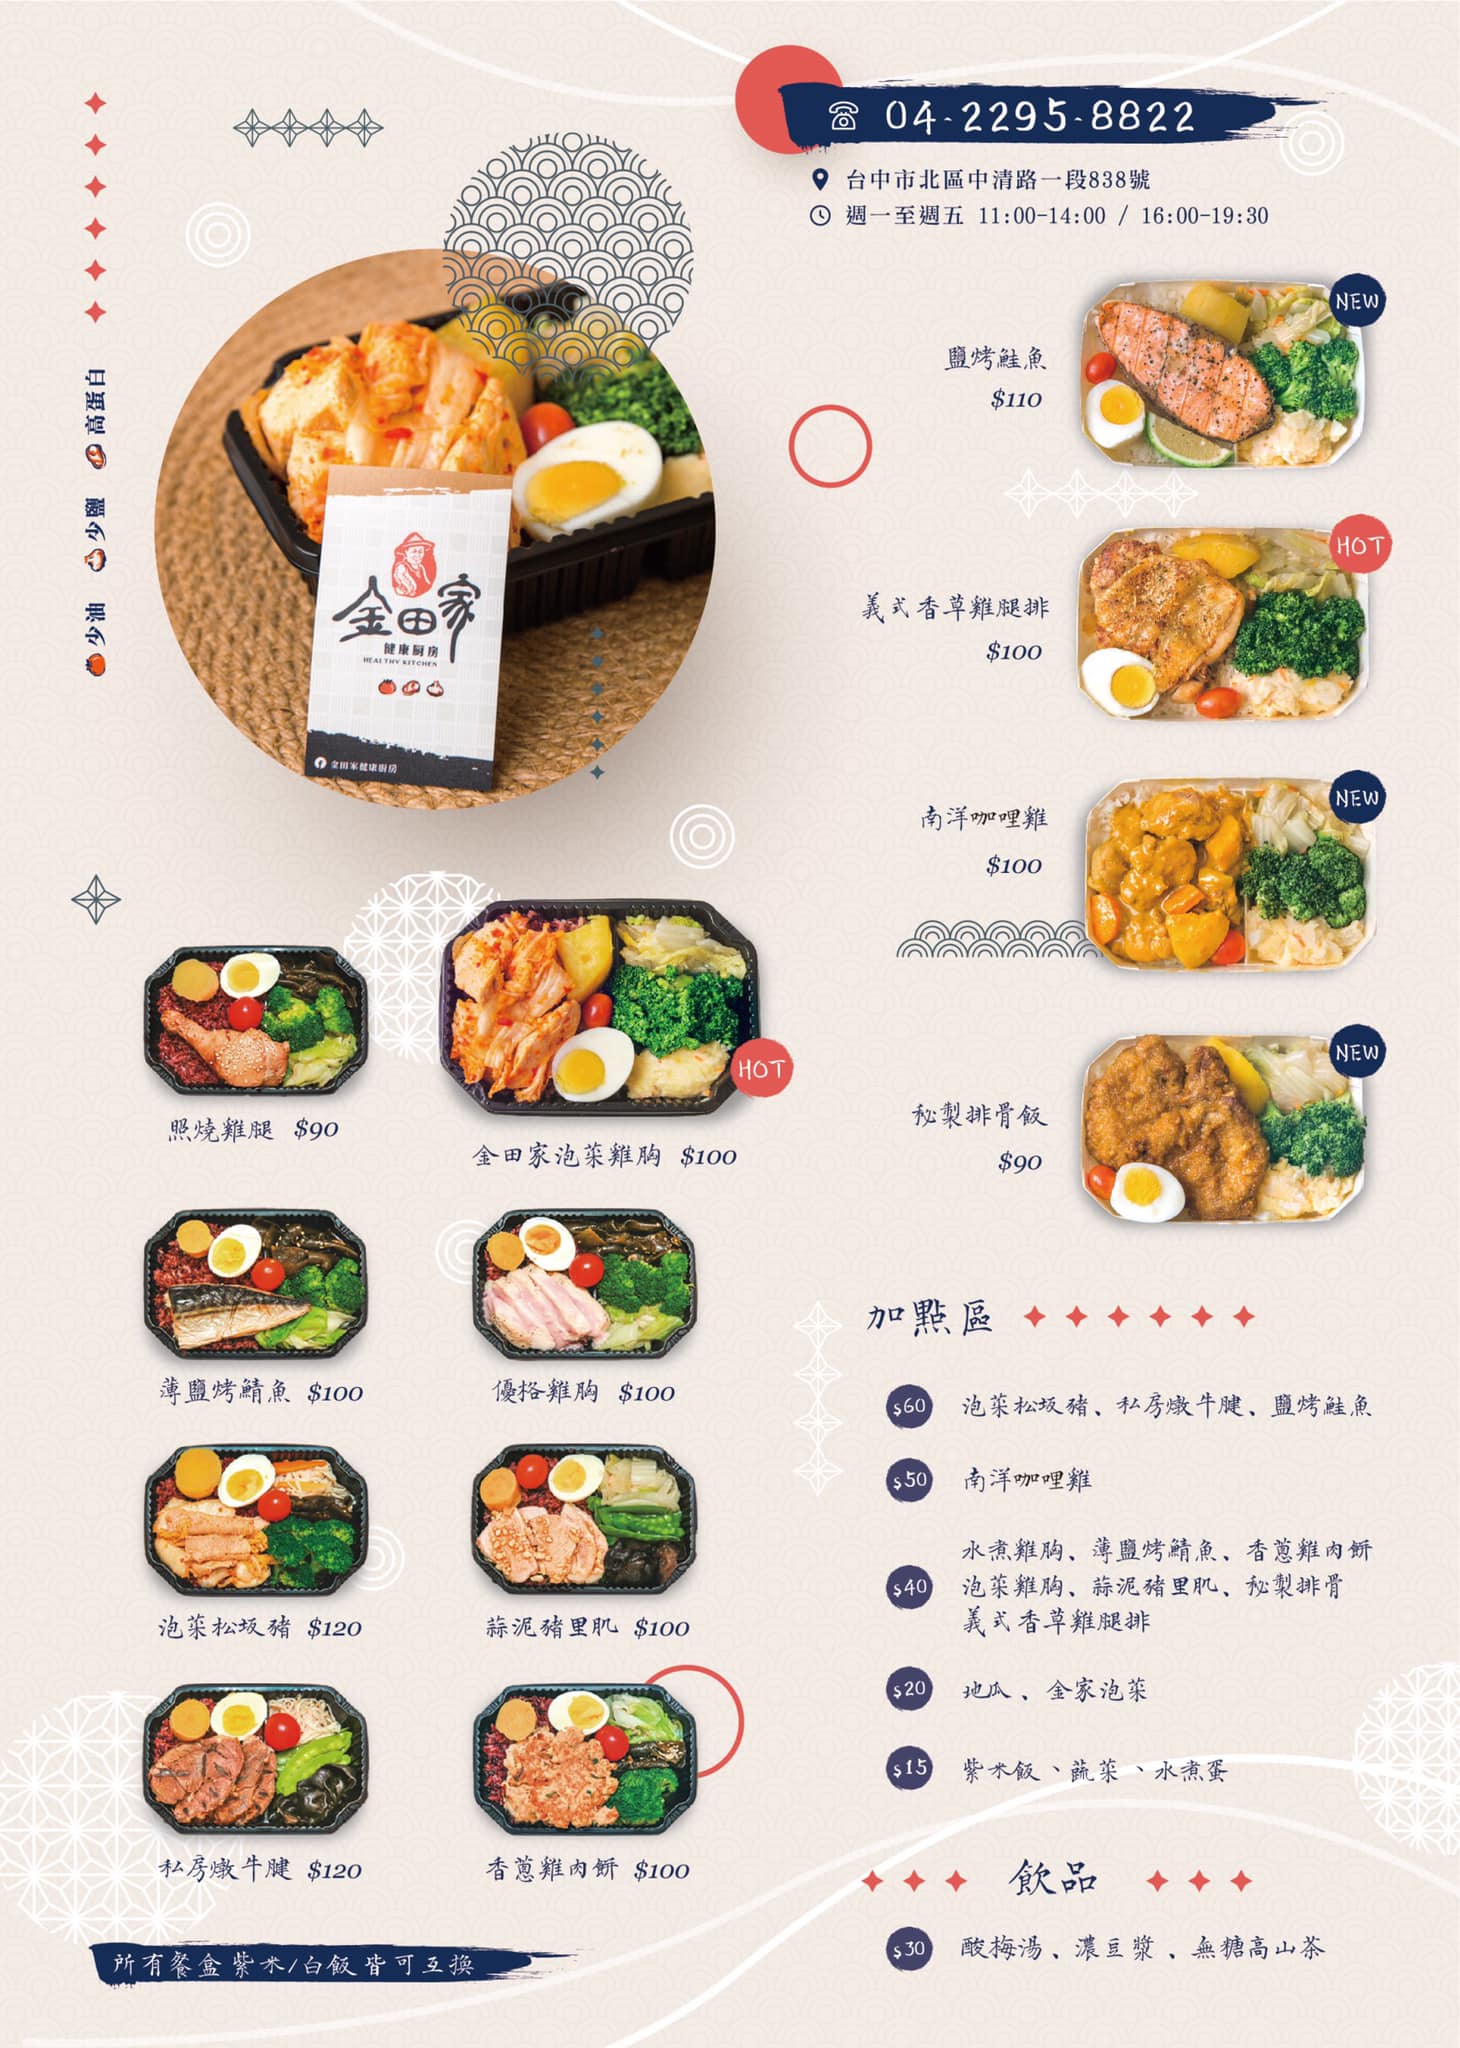 04-2295-8822
台中市北區中清路一段838號
週一至週五 11:00-14:00 / 16:00-19:30
少油 少鹽 高蛋白
金田家
健康厨房
HEALTHY KITCHEN
金田家健康厨房
NEW
鹽烤鮭魚
$110
HOT
義式香草雞腿排
$100
NEW
南洋咖哩雞
$100
NEW
秘製排骨飯
$90
照燒雞腿 $90
HOT
金田家泡菜雞胸 $100
薄鹽烤鯖魚 $100
優格雞胸 $100
泡菜松坂豬 $120
蒜泥豬里肌 $100
私房燉牛腱 $120
香蔥雞肉餅 $100
所有餐盒紫米/白飯皆可互換
加點區
$60 泡菜松坂豬、私房燉牛腱、鹽烤鮭魚
$50 南洋咖哩雞
水煮雞胸、薄鹽烤鯖魚、香蔥雞肉餅
$40 泡菜雞胸、蒜泥豬里肌、秘製排骨
義式香草雞腿排
$20 地瓜、金家泡菜
$15 紫米飯、蔬菜、水煮蛋
飲品
$30 酸梅湯、濃豆漿、無糖高山茶